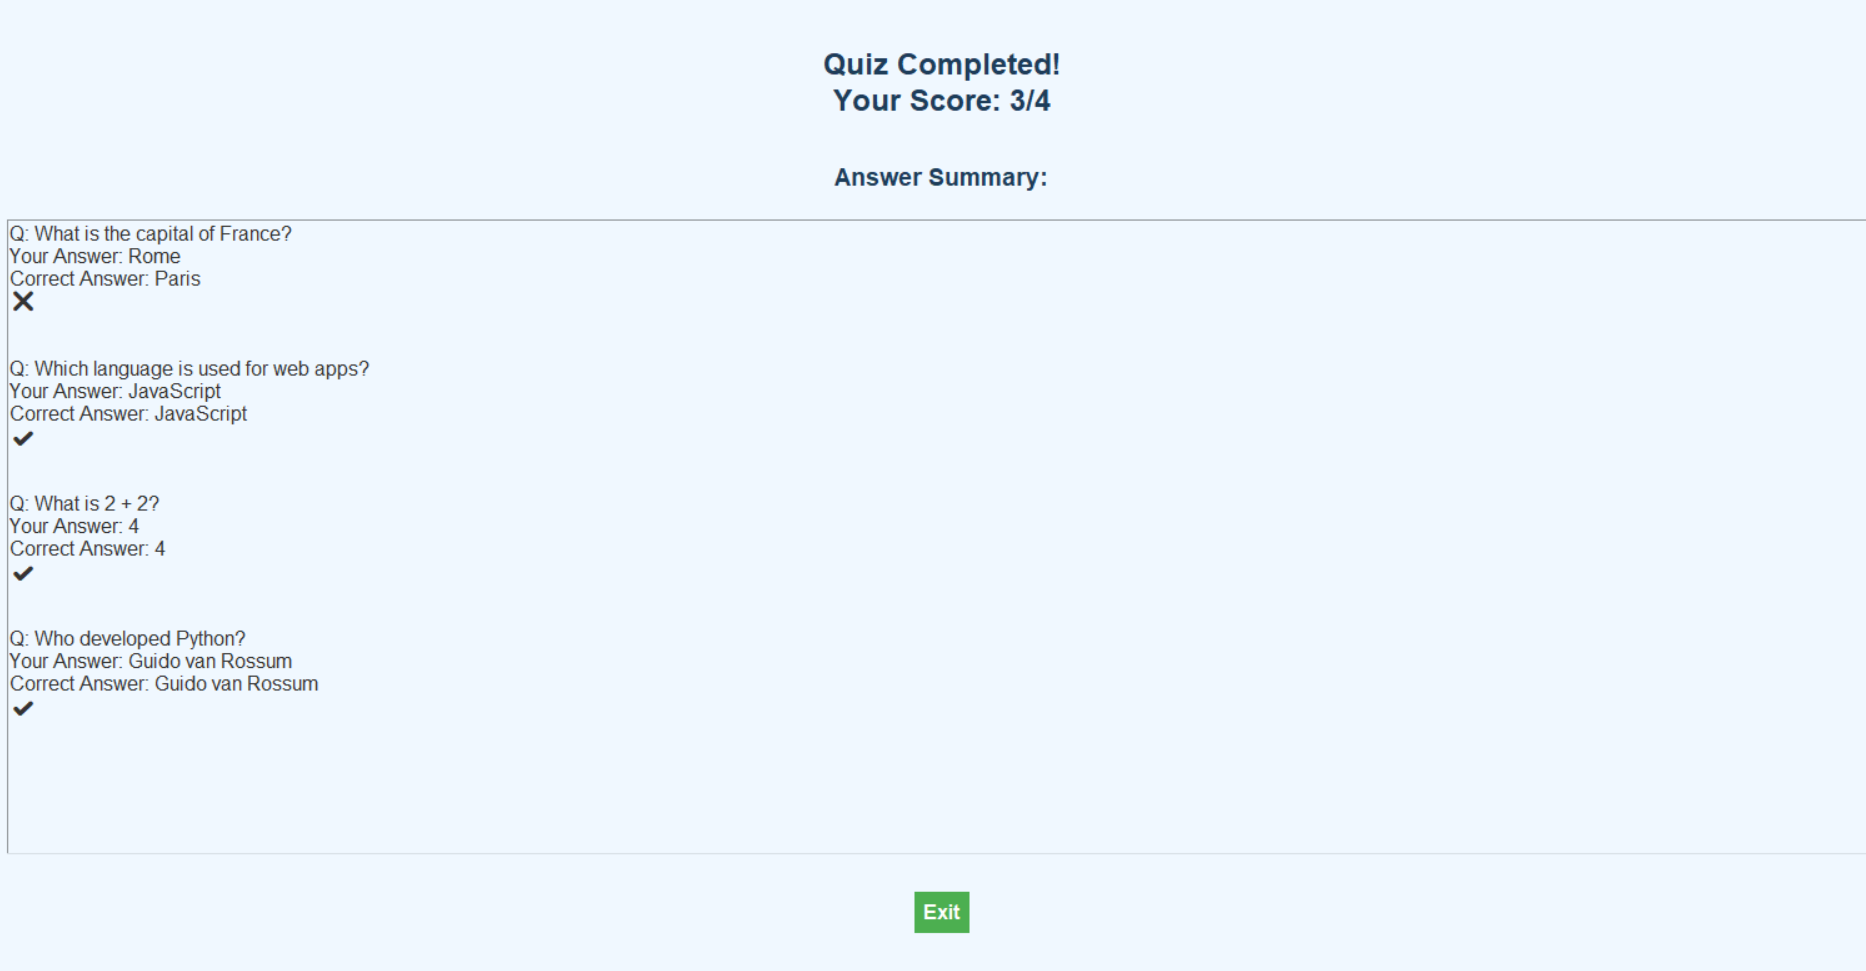 Quiz Completed!
Your Score: 3/4
Answer Summary:
Q: What is the capital of France?
Your Answer: Rome
Correct Answer: Paris
✖
Q: Which language is used for web apps?
Your Answer: JavaScript
Correct Answer: JavaScript
✔
Q: What is 2 + 2?
Your Answer: 4
Correct Answer: 4
✔
Q: Who developed Python?
Your Answer: Guido van Rossum
Correct Answer: Guido van Rossum
✔
Exit